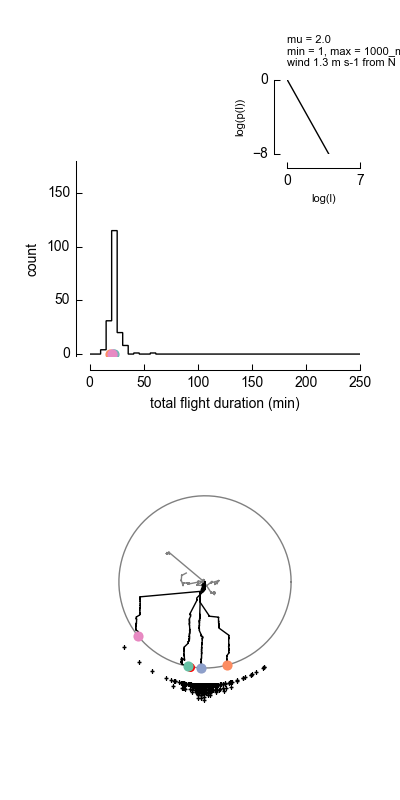 mu = 2.0
min = 1, max = 1000_m
wind 1.3 m s-1 from N
0
log(p(l))
−8
0
7
log(l)
150
100
count
50
0
0
50
100
150
200
250
total flight duration (min)